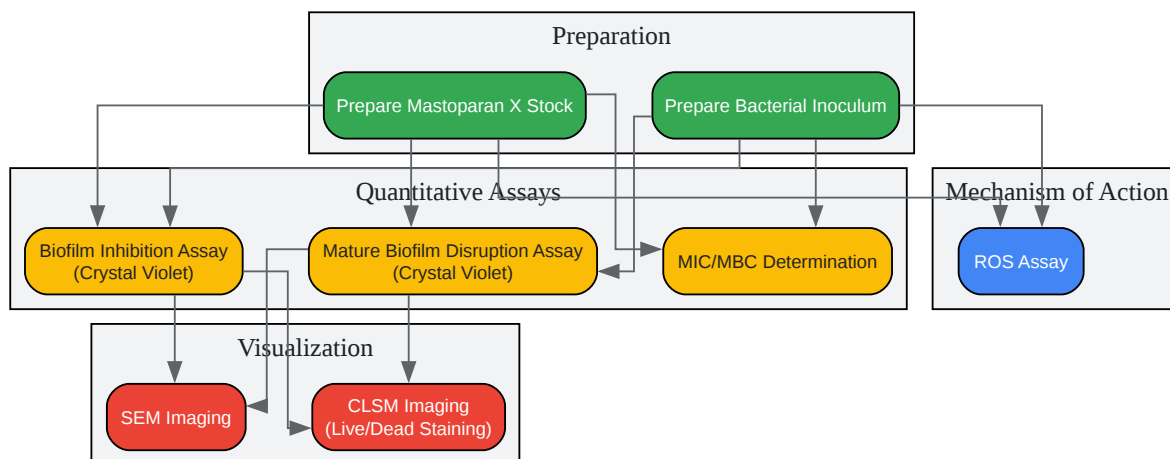 Preparation
Prepare Mastoparan X Stock
Prepare Bacterial Inoculum
Quantitative Assays
Mechanism of Action
Biofilm Inhibition Assay
(Crystal Violet)
Mature Biofilm Disruption Assay
(Crystal Violet)
MIC/MBC Determination
ROS Assay
Visualization
SEM Imaging
CLSM Imaging
(Live/Dead Staining)